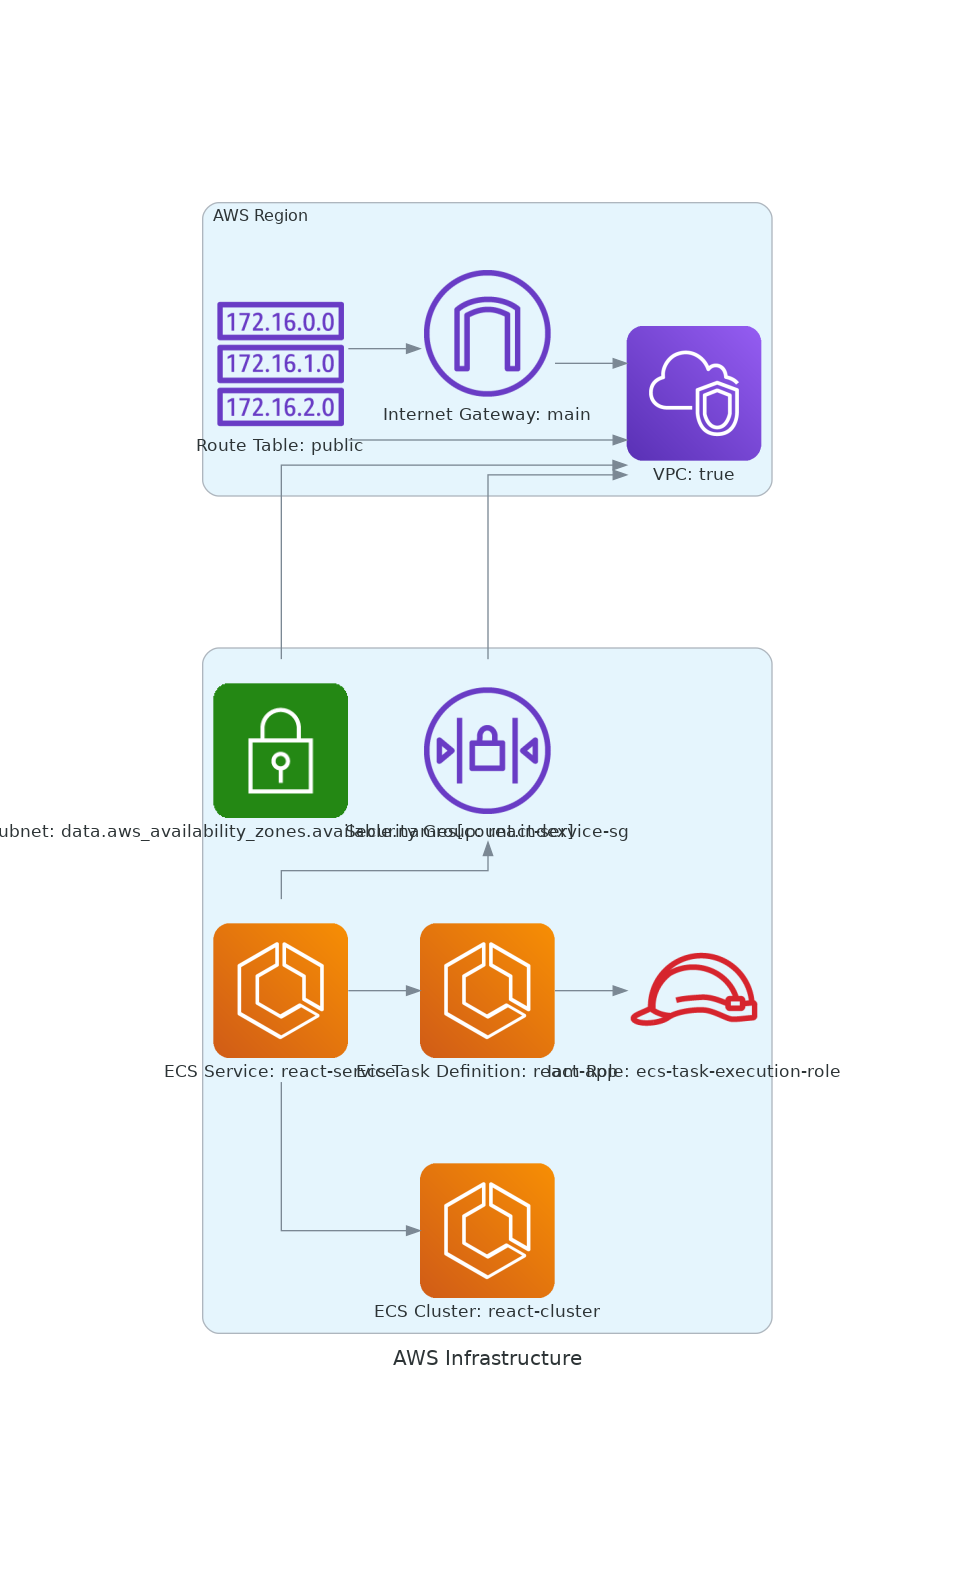 AWS Region
172.16.0.0
172.16.1.0
172.16.2.0
Internet Gateway: main
Route Table: public
VPC: true
ubnet: data.aws_availability_zones.available.names[count.index]
Security Group: react-service-sg
ECS Service: react-service
ECS Task Definition: react-app
Iam Role: ecs-task-execution-role
ECS Cluster: react-cluster
AWS Infrastructure